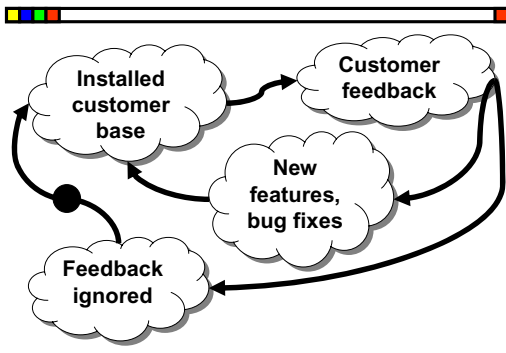 Installed
customer
base
Customer
feedback
New
features,
bug fixes
Feedback
ignored